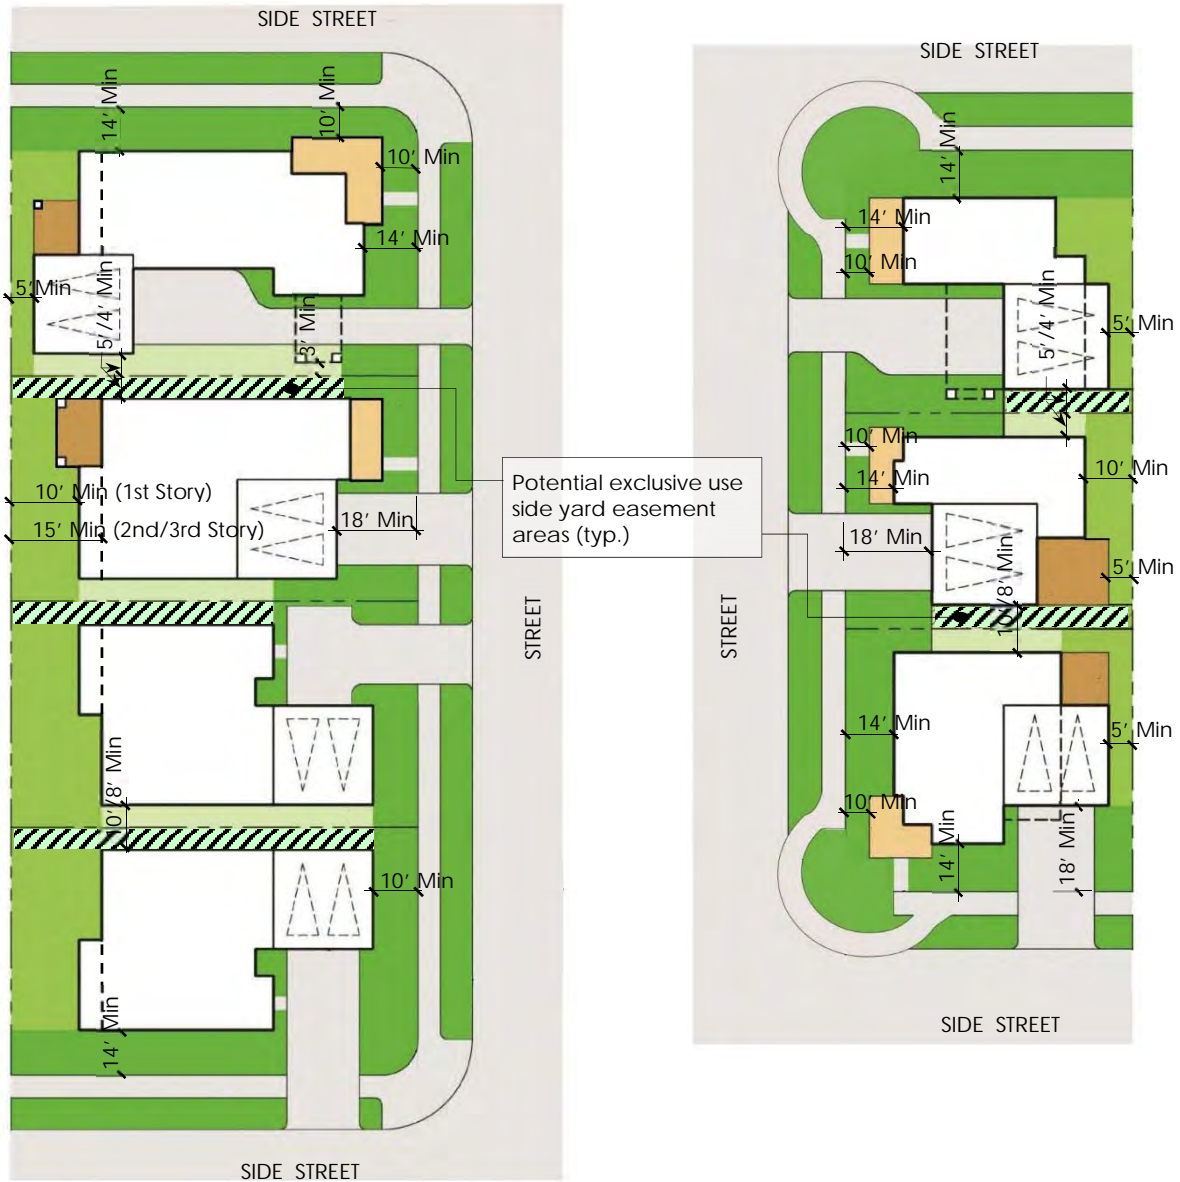 SIDE STREET
14' Min
10' Min
10' Min
14' Min
5' Min
5'/4' Min
3' Min
10' Min (1st Story)
15' Min (2nd/3rd Story)
18' Min
STREET
10'/8' Min
10' Min
14' Min
SIDE STREET
Potential exclusive use
side yard easement
areas (typ.)
SIDE STREET
14' Min
14' Min
10' Min
5'/4' Min
5' Min
10' Min
14' Min
10' Min
18' Min
5' Min
10'/8' Min
STREET
14' Min
5' Min
10' Min
14' Min
18' Min
SIDE STREET